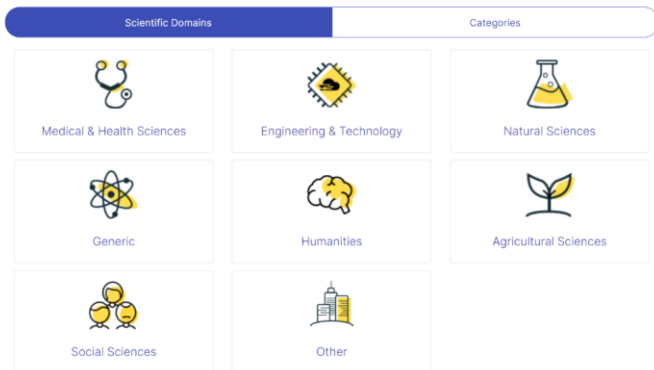 Scientific Domains
Categories
Medical & Health Sciences
Engineering & Technology
Natural Sciences
Generic
Humanities
Agricultural Sciences
Social Sciences
Other